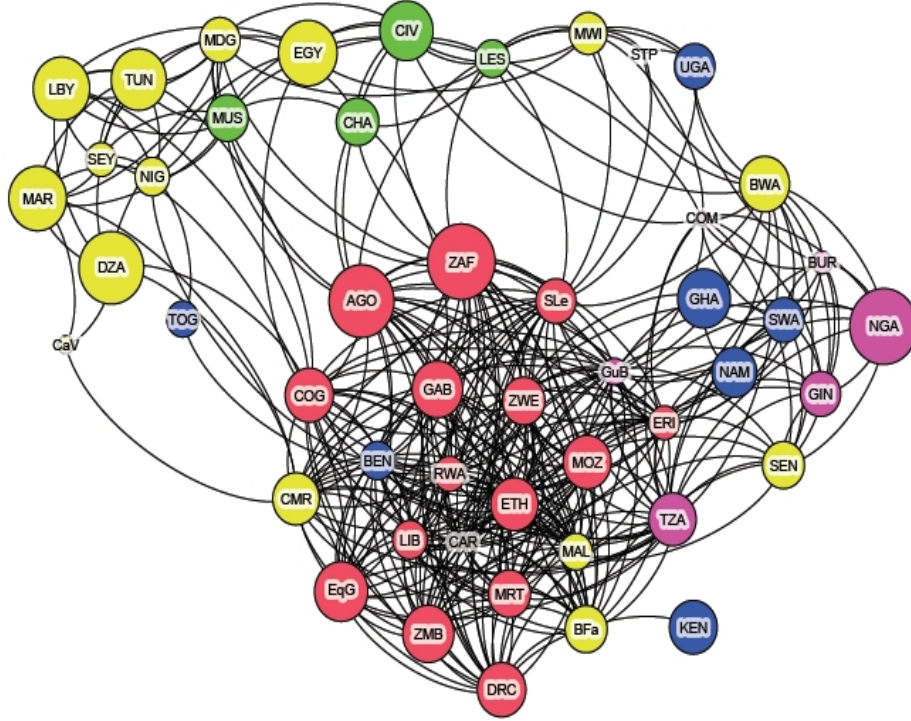 CIV
MDG
EGY
LES
MWI
STP
UGA
LBY
TUN
MUS
CHA
SEY
NIG
MAR
BWA
COM
DZA
ZAF
BUR
AGO
SLe
GHA
SWA
NGA
TOG
CaV
GuB
NAM
COG
GAB
ZWE
GIN
ERI
BEN
RWA
MOZ
SEN
CMR
ETH
TZA
LIB
CAR
MAL
EqG
MRT
ZMB
BFa
KEN
DRC